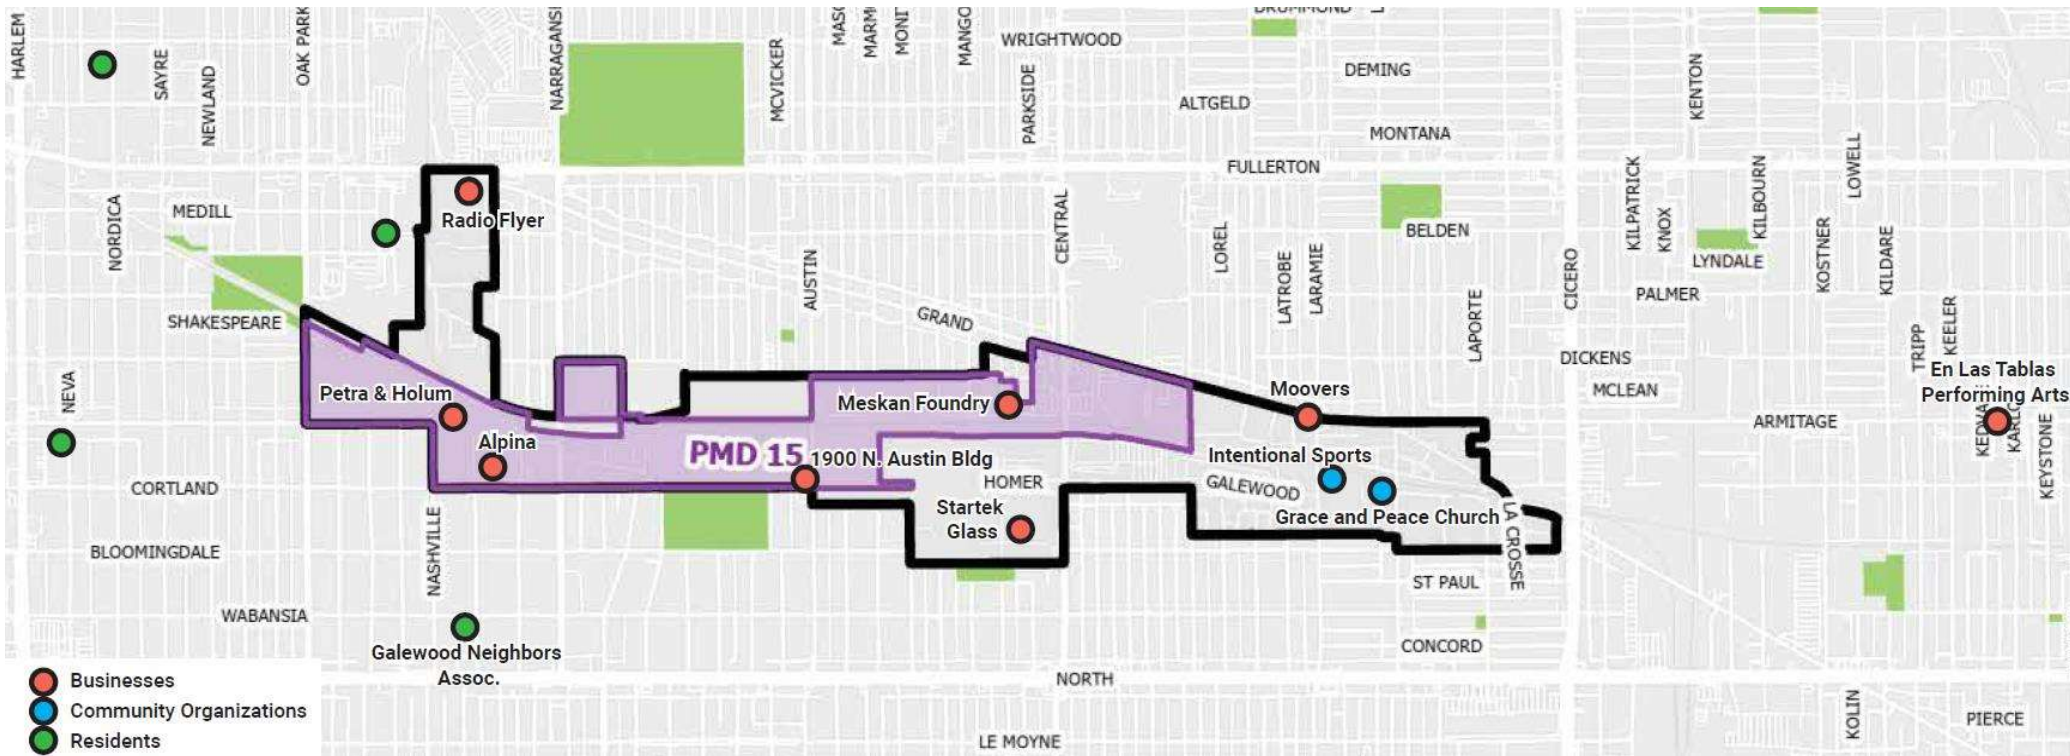 HARLEM
SAYRE
NEWLAND
OAK PARK
MCVICKER
WRIGHTWOOD
PARKSIDE
DEMING
ALTGELD
MONTANA
KENTON
FULLERTON
NORDICA
MEDILL
Radio Flyer
AUSTIN
CENTRAL
LOREL
LATROBE
LARAMIE
BELDEN
CICERO
KILPATRICK
KNOX
KILBOURN
LOWELL
LYNDALE
KOSTNER
KILDARE
PALMER
SHAKESPEARE
GRAND
LAPORTE
DICKENS
MCLEAN
TRIPP
KEELER
En Las Tablas
Performing Arts
NEVA
Petra & Holum
Meskan Foundry
Moovers
ARMITAGE
KEYSTONE
Alpina
PMD 15
1900 N. Austin Bldg
Intentional Sports
CORTLAND
HOMER
GALEWOOD
Startek
Glass
Grace and Peace Church
LA CROSSE
NASHVILLE
BLOOMINGDALE
ST PAUL
WABANSIA
CONCORD
Galewood Neighbors
Assoc.
NORTH
Businesses
Community Organizations
Residents
LE MOYNE
KOLIN
PIERCE